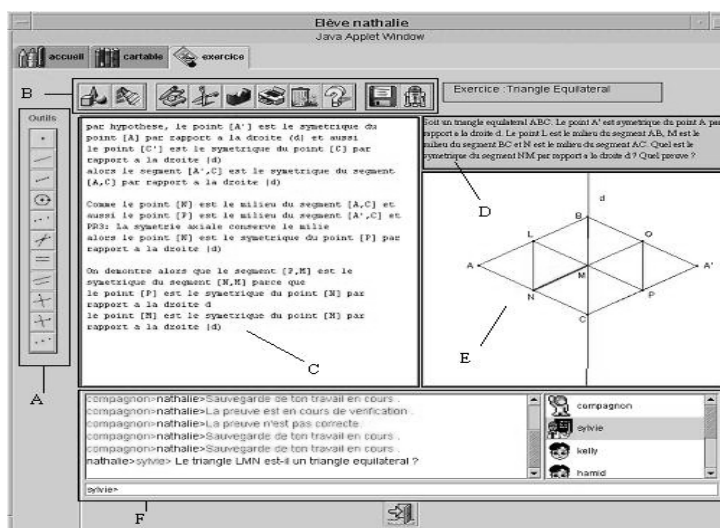 Elève nathalie
Java Applet Window
accueil
cartable
exercice
B
Exercice :Triangle Equilateral
Outils
par hypothese, le point [A'] est le symetrique du
point [A] par rapport a la droite (d) et aussi
le point [C'] est le symetrique du point [C] par
rapport a la droite (d)
alors le segment [A',C] est le symetrique du segment
[A,C] par rapport a la droite (d)
Comme le point [N] est le milieu du segment [A,C] et
aussi le point [P] est le milieu du segment [A',C] et
PR3: La symetrie axiale conserve le milie
alors le point [N] est le symetrique du point [P] par
rapport a la droite (d)
On demontre alors que le segment [P,M] est le
symetrique du segment [N,M] parce que
le point [P] est le symetrique du point [N] par
rapport a la droite d
le point [M] est le symetrique du point [M] par
rapport a la droite (d)
C
Soit un triangle equilateral ABC. Le point A' est symetrique du point A par
rapport a la droite d. Le point L est le milieu du segment AB, M est le
milieu du segment BC et N est le milieu du segment AC. Quel est le
symetrique du segment NM par rapport a la droite d ? Quel preuve ?
D
d
B
L
O
A
M
A'
N
P
C
E
A
compagnon>nathalie>Sauvegarde de ton travail en cours .
compagnon>nathalie>La preuve est en cours de verification .
compagnon>nathalie>La preuve n'est pas correcte.
compagnon>nathalie>Sauvegarde de ton travail en cours .
compagnon>nathalie>Sauvegarde de ton travail en cours .
nathalie>sylvie> Le triangle LMN est-il un triangle equilateral ?
compagnon
sylvie
kelly
hamid
sylvie>
F